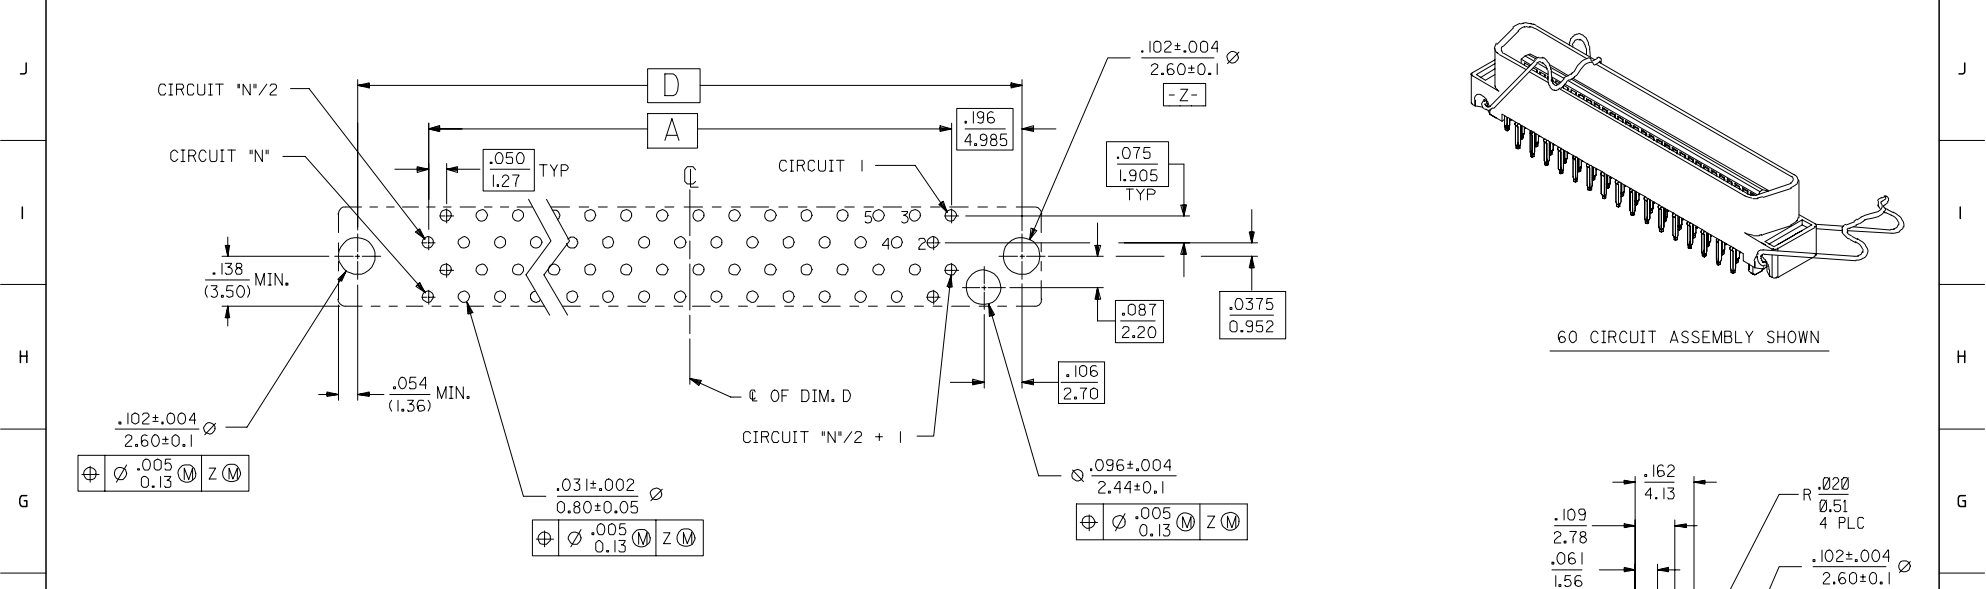 J
I
H
G
CIRCUIT "N"/2
CIRCUIT "N"
D
A
.050
1.27
TYP
CIRCUIT 1
.196
4.985
.102±.004
2.60±0.1 Ø
-Z-
.075
1.905
TYP
℄
5 3
4 2
.138
(3.50) MIN.
.054
(1.36) MIN.
.087
2.20
.0375
0.952
.106
2.70
℄ OF DIM. D
CIRCUIT "N"/2 + 1
.102±.004
2.60±0.1 Ø
⌖ Ø .005
0.13 Ⓜ Z Ⓜ
.031±.002
0.80±0.05 Ø
⌖ Ø .005
0.13 Ⓜ Z Ⓜ
Ø .096±.004
2.44±0.1
⌖ Ø .005
0.13 Ⓜ Z Ⓜ
60 CIRCUIT ASSEMBLY SHOWN
.162
4.13
.109
2.78
.061
1.56
R .020
0.51
4 PLC
.102±.004
2.60±0.1 Ø
J
I
H
G